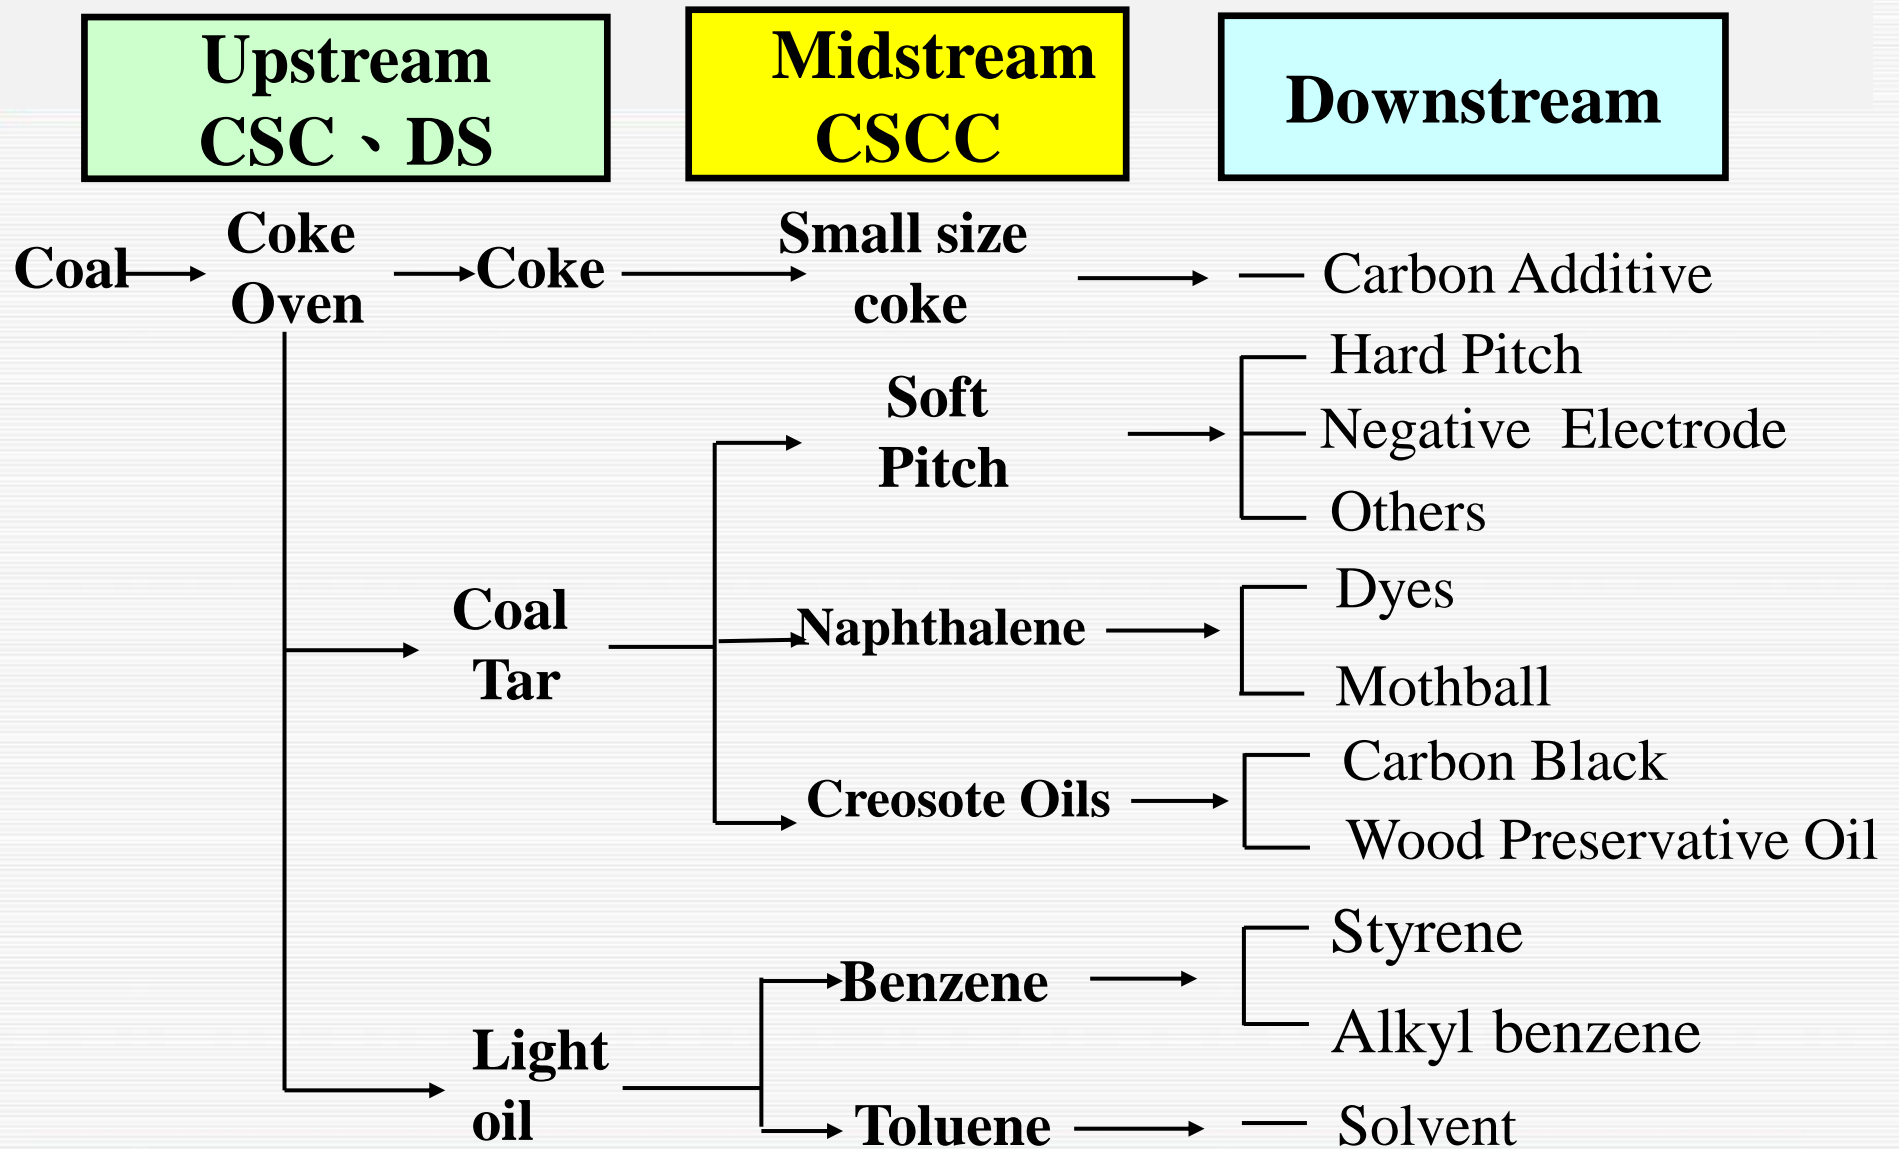 Upstream
CSC、DS
Midstream
CSCC
Downstream
Coal
Coke
Oven
Coke
Small size
coke
Carbon Additive
Soft
Pitch
Hard Pitch
Negative Electrode
Others
Coal
Tar
Naphthalene
Dyes
Mothball
Creosote Oils
Carbon Black
Wood Preservative Oil
Light
oil
Benzene
Styrene
Alkyl benzene
Toluene
Solvent